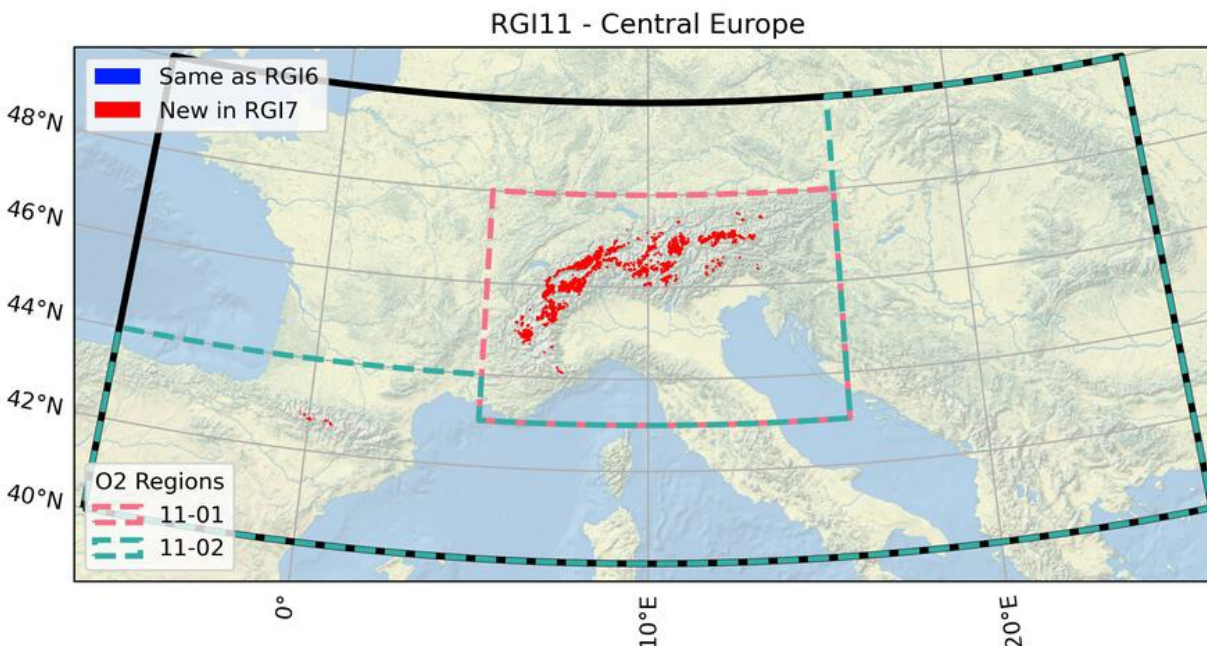 RGI11 - Central Europe
Same as RGI6
New in RGI7
48°N
46°N
44°N
42°N
40°N
O2 Regions
11-01
11-02
0°
10°E
20°E